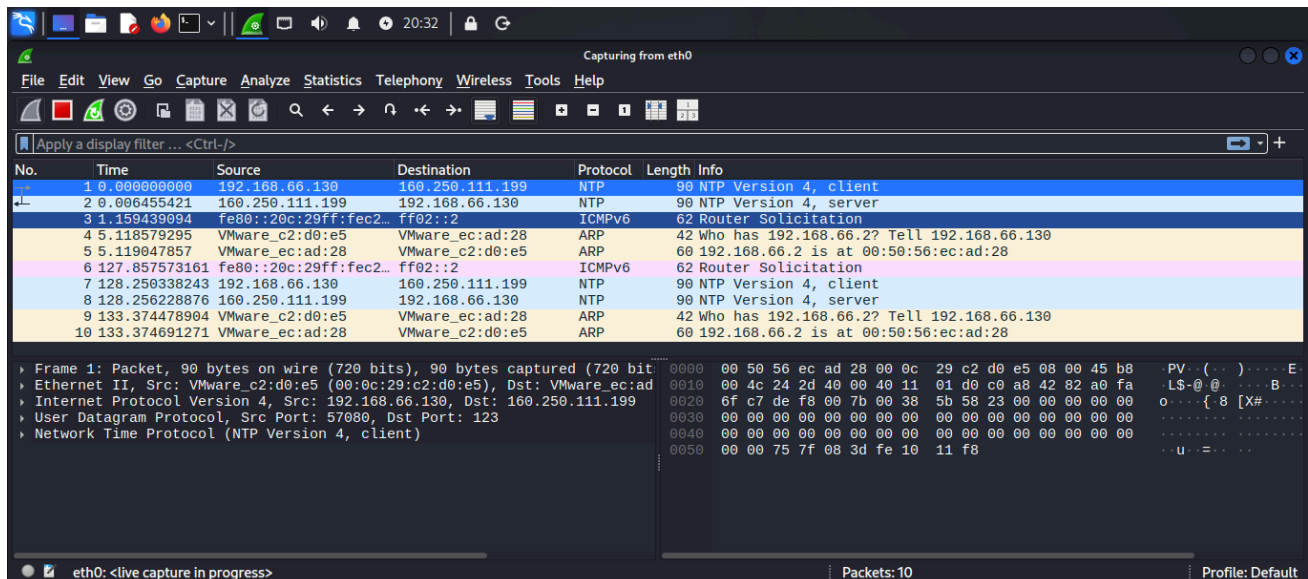 20:32
Capturing from eth0
File Edit View Go Capture Analyze Statistics Telephony Wireless Tools Help
Apply a display filter ... <Ctrl-/>
No. Time Source Destination Protocol Length Info
1 0.000000000 192.168.66.130 160.250.111.199 NTP 90 NTP Version 4, client
2 0.006455421 160.250.111.199 192.168.66.130 NTP 90 NTP Version 4, server
3 1.159439094 fe80::20c:29ff:fec2… ff02::2 ICMPv6 62 Router Solicitation
4 5.118579295 VMware_c2:d0:e5 VMware_ec:ad:28 ARP 42 Who has 192.168.66.2? Tell 192.168.66.130
5 5.119047857 VMware_ec:ad:28 VMware_c2:d0:e5 ARP 60 192.168.66.2 is at 00:50:56:ec:ad:28
6 127.857573161 fe80::20c:29ff:fec2… ff02::2 ICMPv6 62 Router Solicitation
7 128.250338243 192.168.66.130 160.250.111.199 NTP 90 NTP Version 4, client
8 128.256228876 160.250.111.199 192.168.66.130 NTP 90 NTP Version 4, server
9 133.374478904 VMware_c2:d0:e5 VMware_ec:ad:28 ARP 42 Who has 192.168.66.2? Tell 192.168.66.130
10 133.374691271 VMware_ec:ad:28 VMware_c2:d0:e5 ARP 60 192.168.66.2 is at 00:50:56:ec:ad:28
Frame 1: Packet, 90 bytes on wire (720 bits), 90 bytes captured (720 bit
Ethernet II, Src: VMware_c2:d0:e5 (00:0c:29:c2:d0:e5), Dst: VMware_ec:ad
Internet Protocol Version 4, Src: 192.168.66.130, Dst: 160.250.111.199
User Datagram Protocol, Src Port: 57080, Dst Port: 123
Network Time Protocol (NTP Version 4, client)
0000 00 50 56 ec ad 28 00 0c 29 c2 d0 e5 08 00 45 b8 ·PV··(·· )·····E·
0010 00 4c 24 2d 40 00 40 11 01 d0 c0 a8 42 82 a0 fa ·L$-@·@· ····B···
0020 6f c7 de f8 00 7b 00 38 5b 58 23 00 00 00 00 00 o····{·8 [X#·····
0030 00 00 00 00 00 00 00 00 00 00 00 00 00 00 00 00 ········ ········
0040 00 00 00 00 00 00 00 00 00 00 00 00 00 00 00 00 ········ ········
0050 00 00 75 7f 08 3d fe 10 11 f8 ··u··=·· ··
eth0: <live capture in progress> Packets: 10 Profile: Default